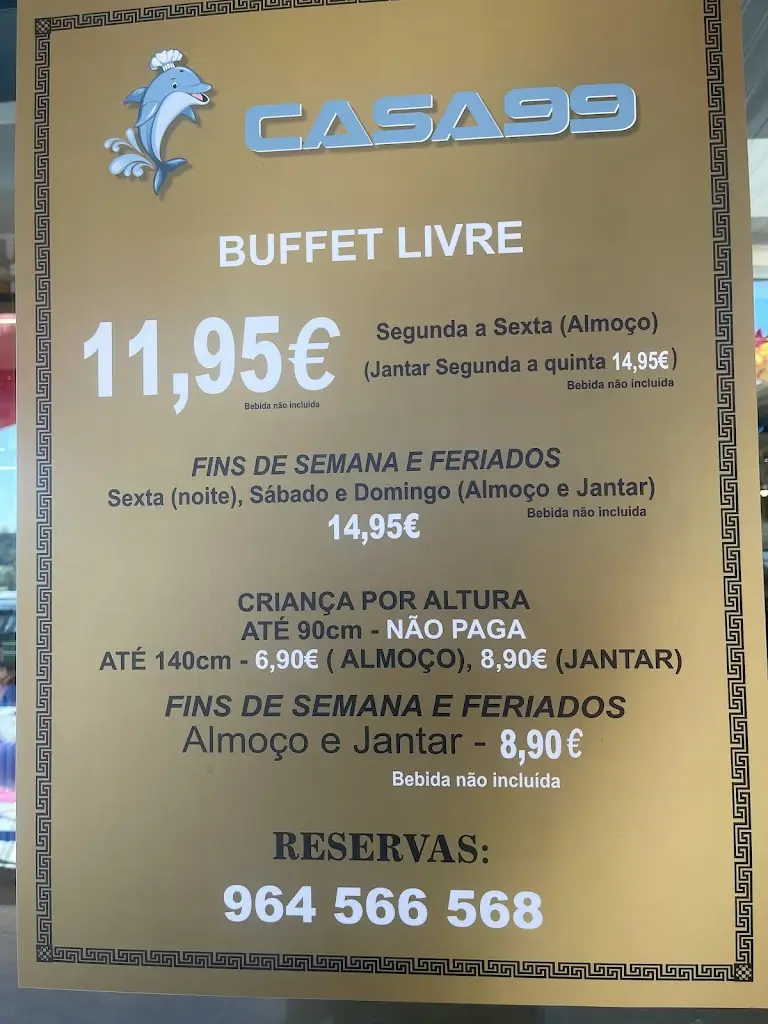 CASA99
BUFFET LIVRE
11,95€
Bebida não incluída
Segunda a Sexta (Almoço)
(Jantar Segunda a quinta 14,95€)
Bebida não incluída
FINS DE SEMANA E FERIADOS
Sexta (noite), Sábado e Domingo (Almoço e Jantar)
Bebida não incluída
14,95€
CRIANÇA POR ALTURA
ATÉ 90cm - NÃO PAGA
ATÉ 140cm - 6,90€ ( ALMOÇO), 8,90€ (JANTAR)
FINS DE SEMANA E FERIADOS
Almoço e Jantar - 8,90€
Bebida não incluída
RESERVAS:
964 566 568